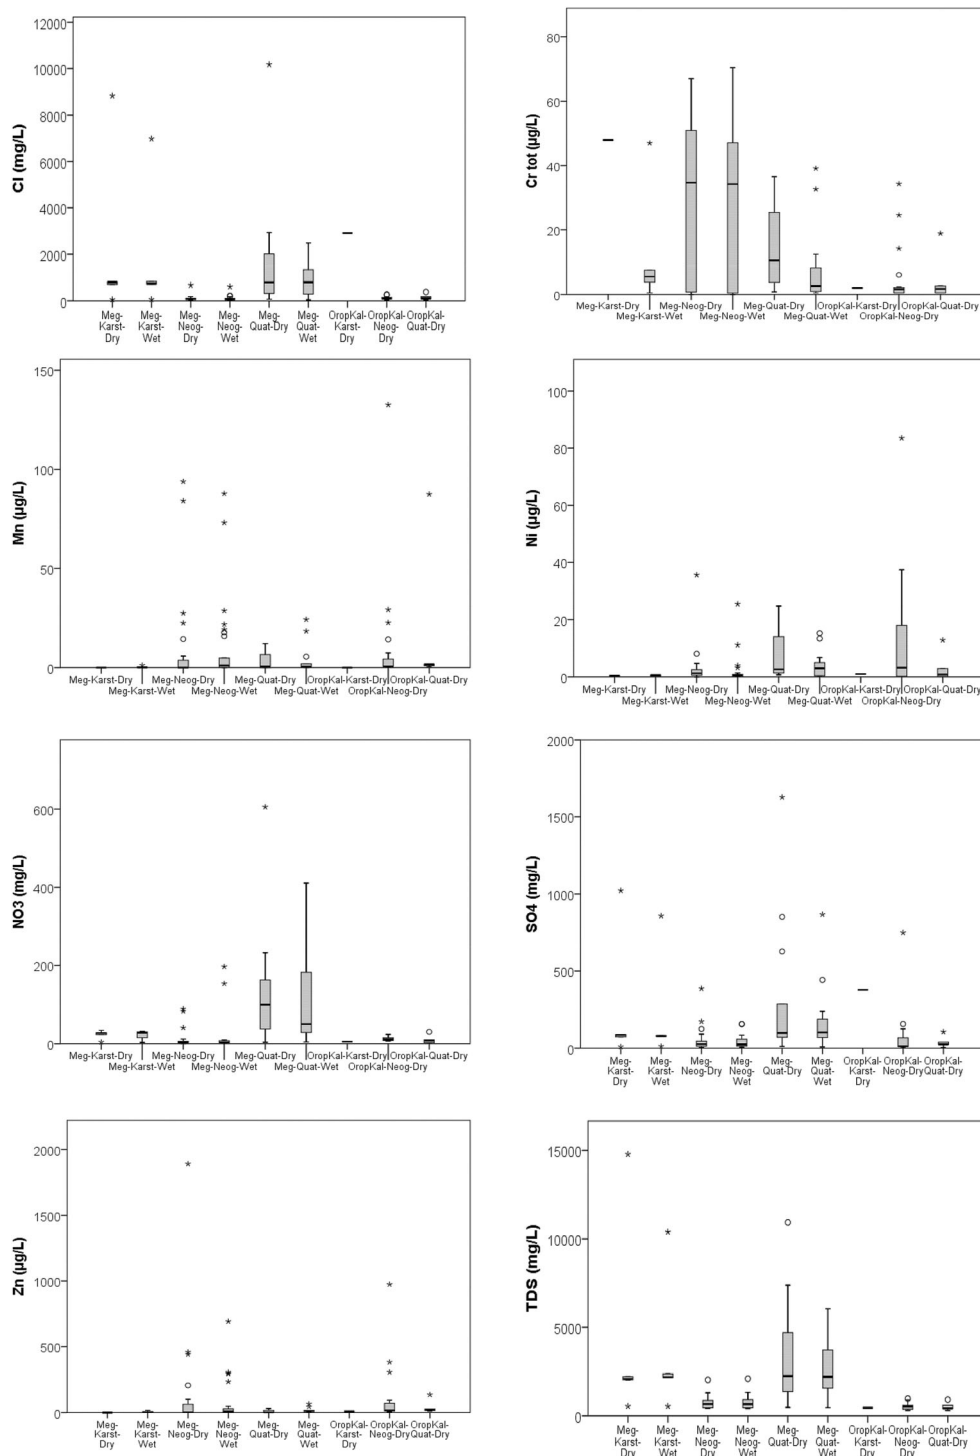 12000
10000
8000
6000
4000
2000
0
Cl (mg/L)
Meg-Karst-Dry
Meg-Karst-Wet
Meg-Neog-Dry
Meg-Neog-Wet
Meg-Quat-Dry
Meg-Quat-Wet
OropKal-Karst-Dry
OropKal-Neog-Dry
OropKal-Quat-Dry
80
60
40
20
0
Cr tot (µg/L)
Meg-Karst-Dry
Meg-Karst-Wet
Meg-Neog-Dry
Meg-Neog-Wet
Meg-Quat-Dry
Meg-Quat-Wet
OropKal-Karst-Dry
OropKal-Neog-Dry
OropKal-Quat-Dry
150
100
50
0
Mn (µg/L)
Meg-Karst-Dry
Meg-Karst-Wet
Meg-Neog-Dry
Meg-Neog-Wet
Meg-Quat-Dry
Meg-Quat-Wet
OropKal-Karst-Dry
OropKal-Neog-Dry
OropKal-Quat-Dry
100
80
60
40
20
0
Ni (µg/L)
Meg-Karst-Dry
Meg-Karst-Wet
Meg-Neog-Dry
Meg-Neog-Wet
Meg-Quat-Dry
Meg-Quat-Wet
OropKal-Karst-Dry
OropKal-Neog-Dry
OropKal-Quat-Dry
600
400
200
0
NO3 (mg/L)
Meg-Karst-Dry
Meg-Karst-Wet
Meg-Neog-Dry
Meg-Neog-Wet
Meg-Quat-Dry
Meg-Quat-Wet
OropKal-Karst-Dry
OropKal-Neog-Dry
OropKal-Quat-Dry
2000
1500
1000
500
0
SO4 (mg/L)
Meg-Karst-Dry
Meg-Karst-Wet
Meg-Neog-Dry
Meg-Neog-Wet
Meg-Quat-Dry
Meg-Quat-Wet
OropKal-Karst-Dry
OropKal-Neog-Dry
OropKal-Quat-Dry
2000
1500
1000
500
0
Zn (µg/L)
Meg-Karst-Dry
Meg-Karst-Wet
Meg-Neog-Dry
Meg-Neog-Wet
Meg-Quat-Dry
Meg-Quat-Wet
OropKal-Karst-Dry
OropKal-Neog-Dry
OropKal-Quat-Dry
15000
10000
5000
0
TDS (mg/L)
Meg-Karst-Dry
Meg-Karst-Wet
Meg-Neog-Dry
Meg-Neog-Wet
Meg-Quat-Dry
Meg-Quat-Wet
OropKal-Karst-Dry
OropKal-Neog-Dry
OropKal-Quat-Dry